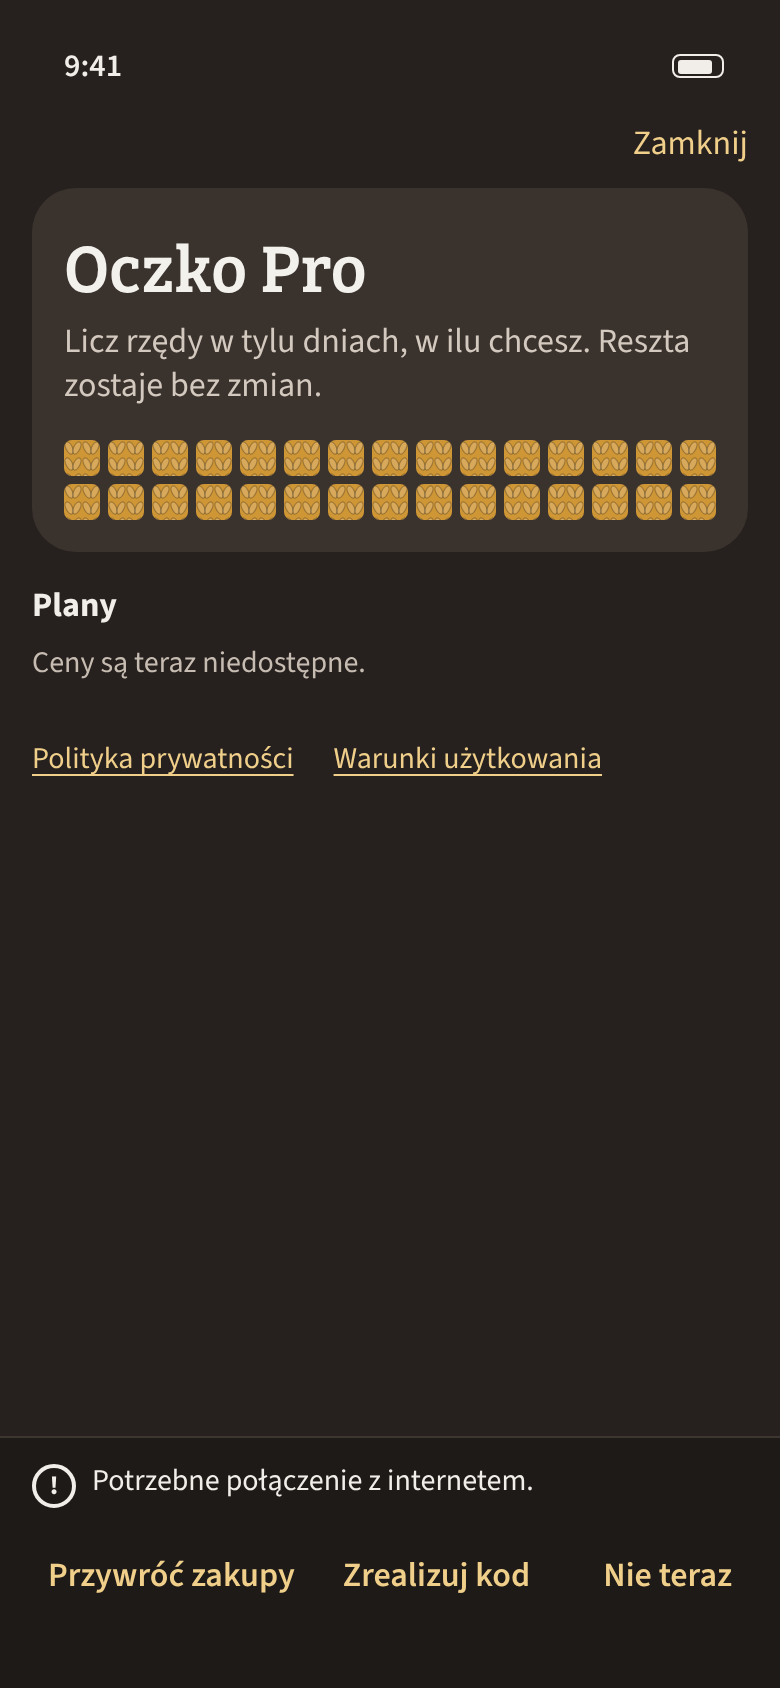 9:41
Zamknij
Oczko Pro
Licz rzędy w tylu dniach, w ilu chcesz. Reszta
zostaje bez zmian.
Plany
Ceny są teraz niedostępne.
Polityka prywatności Warunki użytkowania
! Potrzebne połączenie z internetem.
Przywróć zakupy Zrealizuj kod Nie teraz